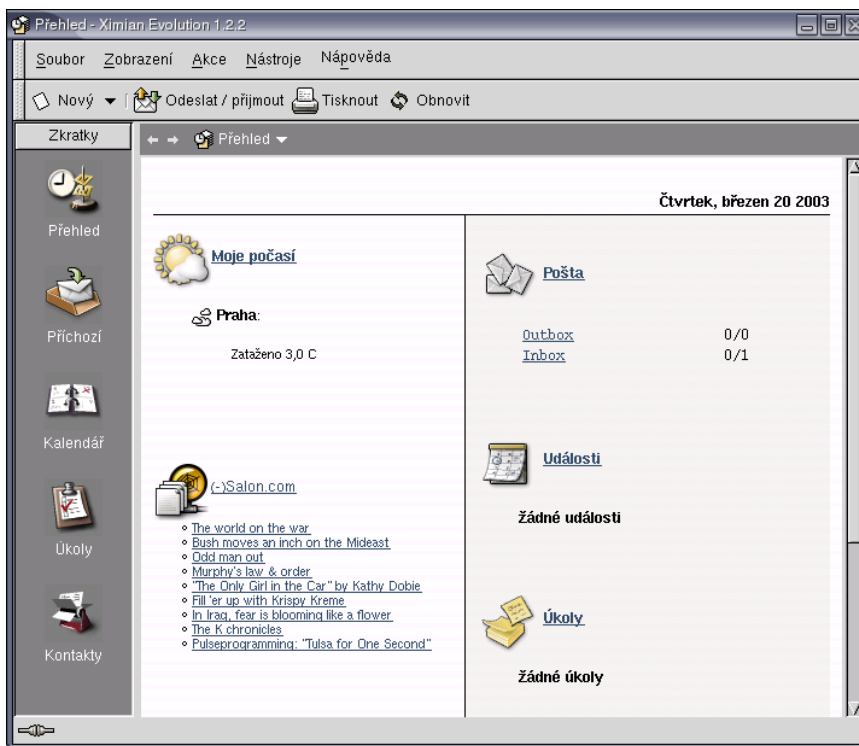 Přehled - Ximian Evolution 1.2.2
Soubor Zobrazení Akce Nástroje Nápověda
Nový Odeslat / přijmout Tisknout Obnovit
Zkratky
Přehled
Příchozí
Kalendář
Úkoly
Kontakty
Přehled
Čtvrtek, březen 20 2003
Moje počasí
Praha:
Zataženo 3,0 C
(-)Salon.com
The world on the war
Bush moves an inch on the Mideast
Odd man out
Murphy's law & order
"The Only Girl in the Car" by Kathy Dobie
Fill 'er up with Krispy Kreme
In Iraq, fear is blooming like a flower
The K chronicles
Pulseprogramming: "Tulsa for One Second"
Pošta
Outbox 0/0
Inbox 0/1
Události
žádné události
Úkoly
žádné úkoly